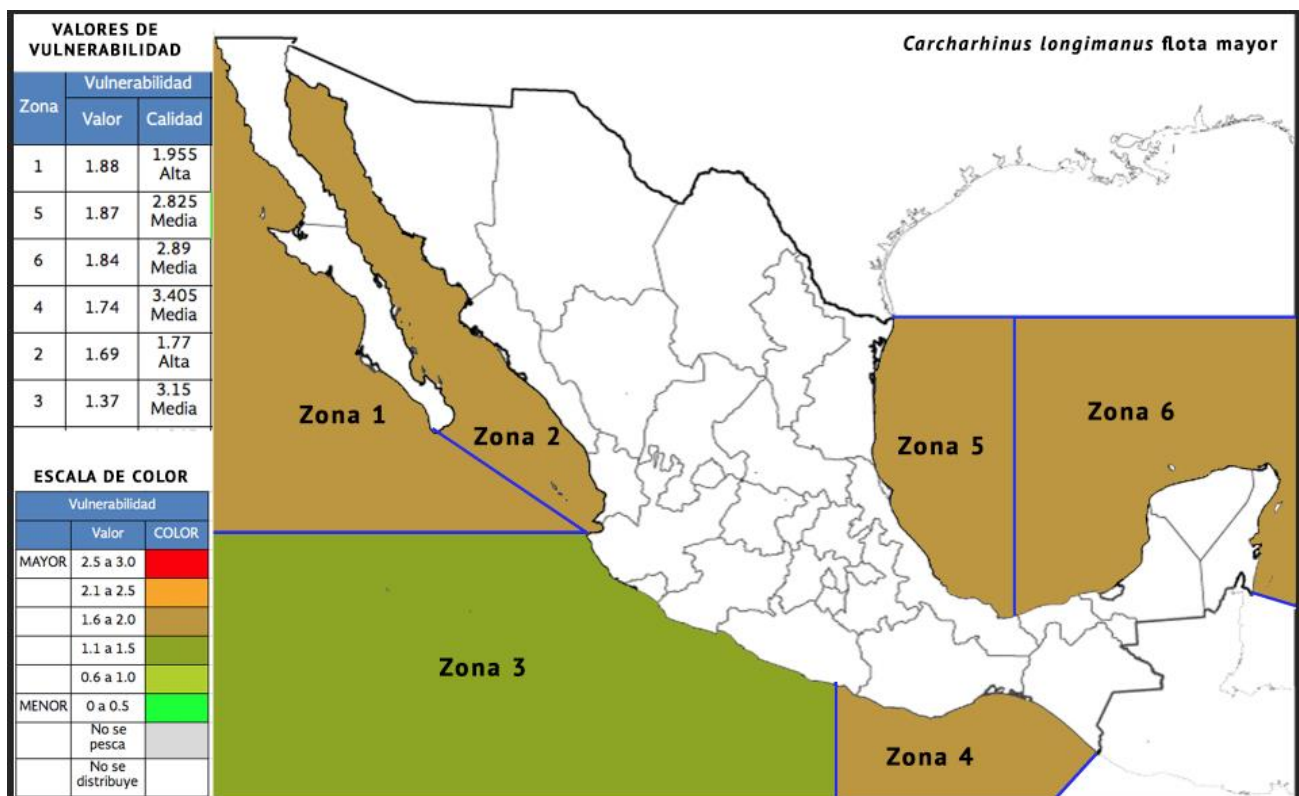 VALORES DE
VULNERABILIDAD
Zona
Vulnerabilidad
Valor
Calidad
1
1.88
1.955
Alta
5
1.87
2.825
Media
6
1.84
2.89
Media
4
1.74
3.405
Media
2
1.69
1.77
Alta
3
1.37
3.15
Media
ESCALA DE COLOR
Vulnerabilidad
Valor
COLOR
MAYOR
2.5 a 3.0
2.1 a 2.5
1.6 a 2.0
1.1 a 1.5
0.6 a 1.0
MENOR
0 a 0.5
No se
pesca
No se
distribuye
Carcharhinus longimanus flota mayor
Zona 1
Zona 2
Zona 5
Zona 6
Zona 3
Zona 4